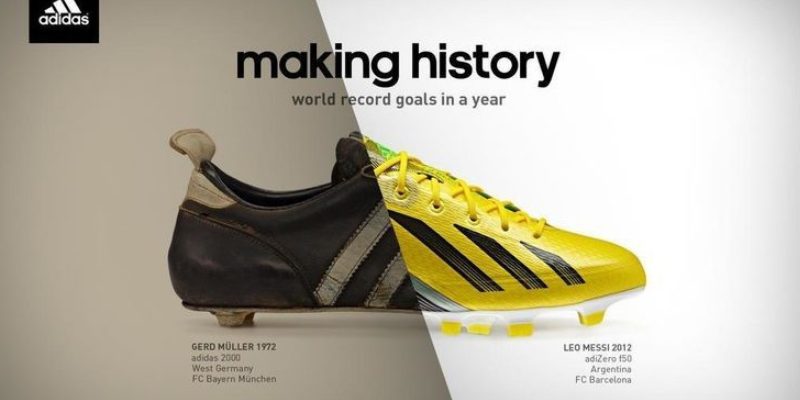 adidas
making history
world record goals in a year
GERD MÜLLER 1972
adidas 2000
West Germany
FC Bayern München
LEO MESSI 2012
adiZero f50
Argentina
FC Barcelona